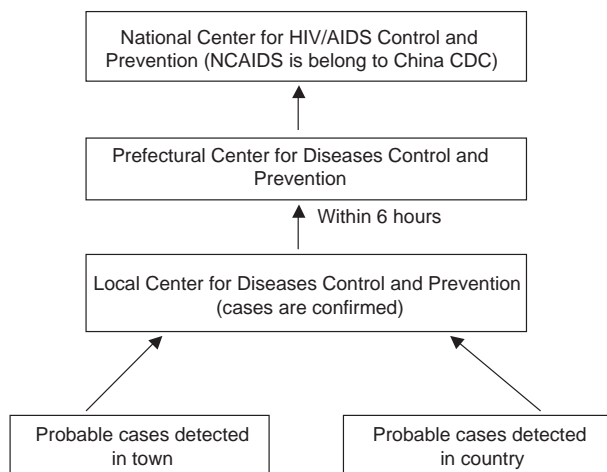 National Center for HIV/AIDS Control and
Prevention (NCAIDS is belong to China CDC)
Prefectural Center for Diseases Control and
Prevention
Within 6 hours
Local Center for Diseases Control and Prevention
(cases are confirmed)
Probable cases detected
in town
Probable cases detected
in country